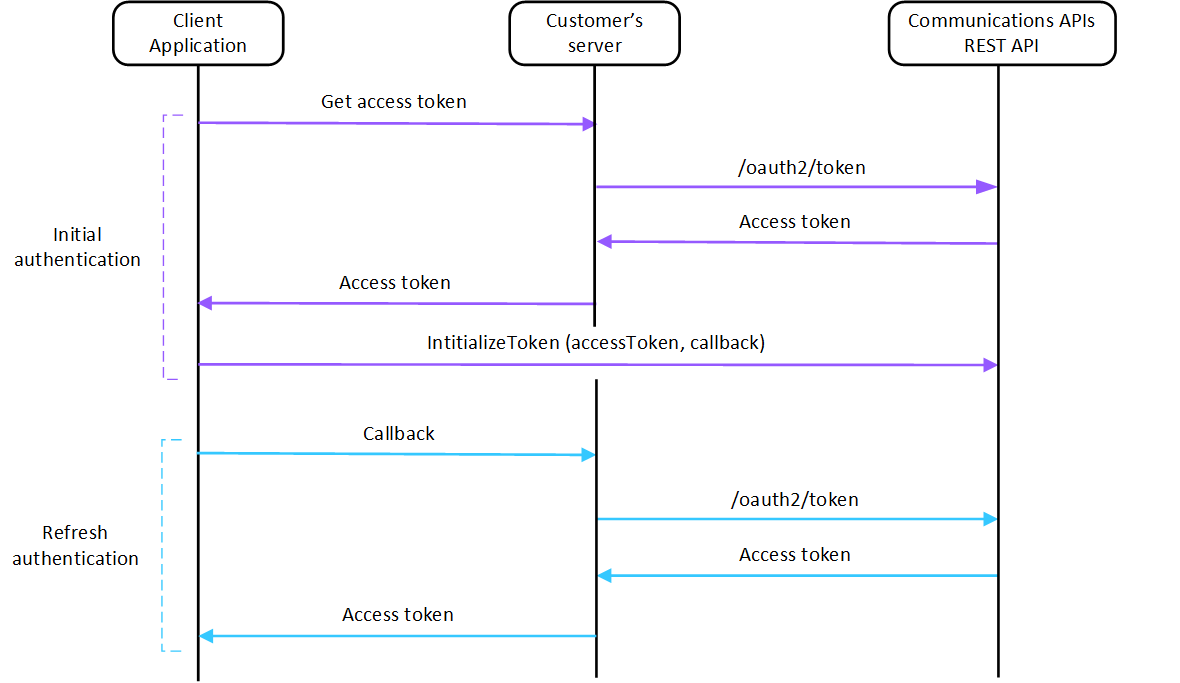 Client
Application
Customer's
server
Communications APIs
REST API
Get access token
/oauth2/token
Access token
Initial
authentication
Access token
IntitializeToken (accessToken, callback)
Callback
/oauth2/token
Refresh
authentication
Access token
Access token